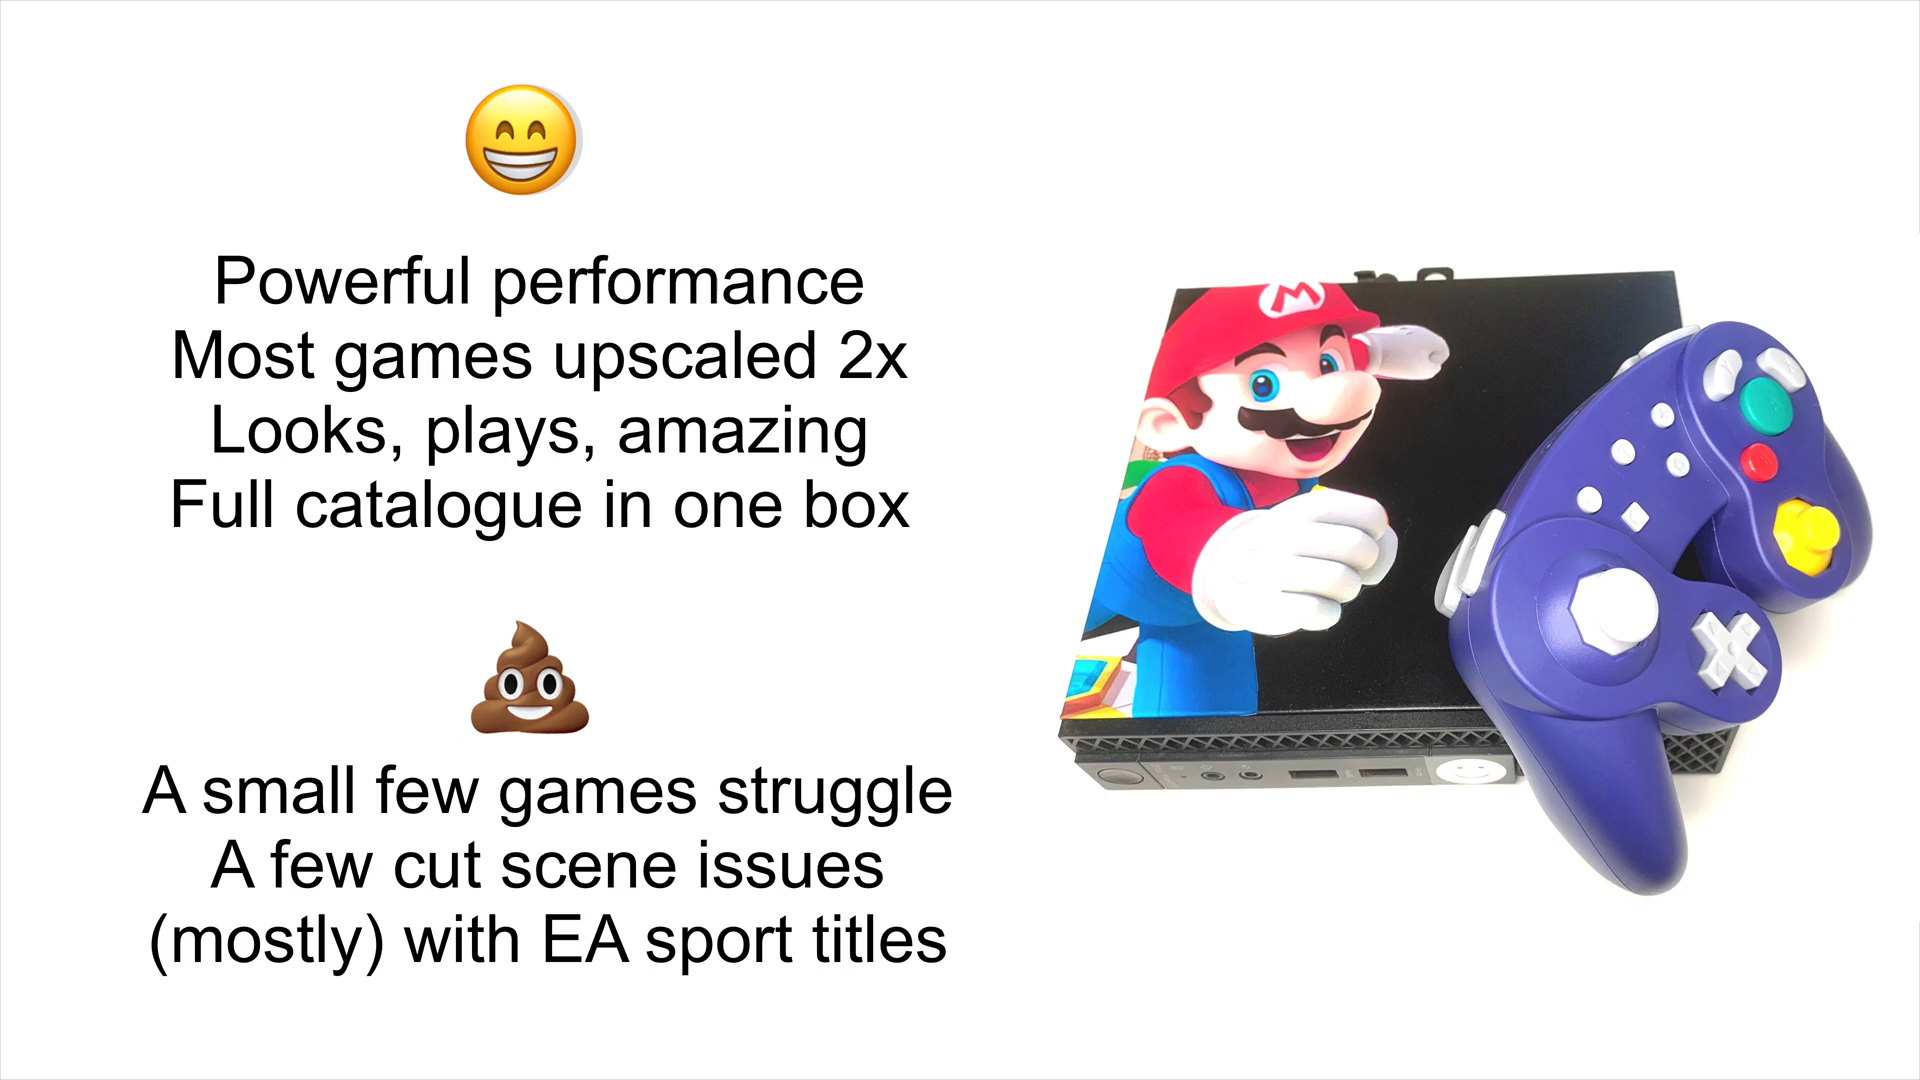 Powerful performance
Most games upscaled 2x
Looks, plays, amazing
Full catalogue in one box
A small few games struggle
A few cut scene issues
(mostly) with EA sport titles
M